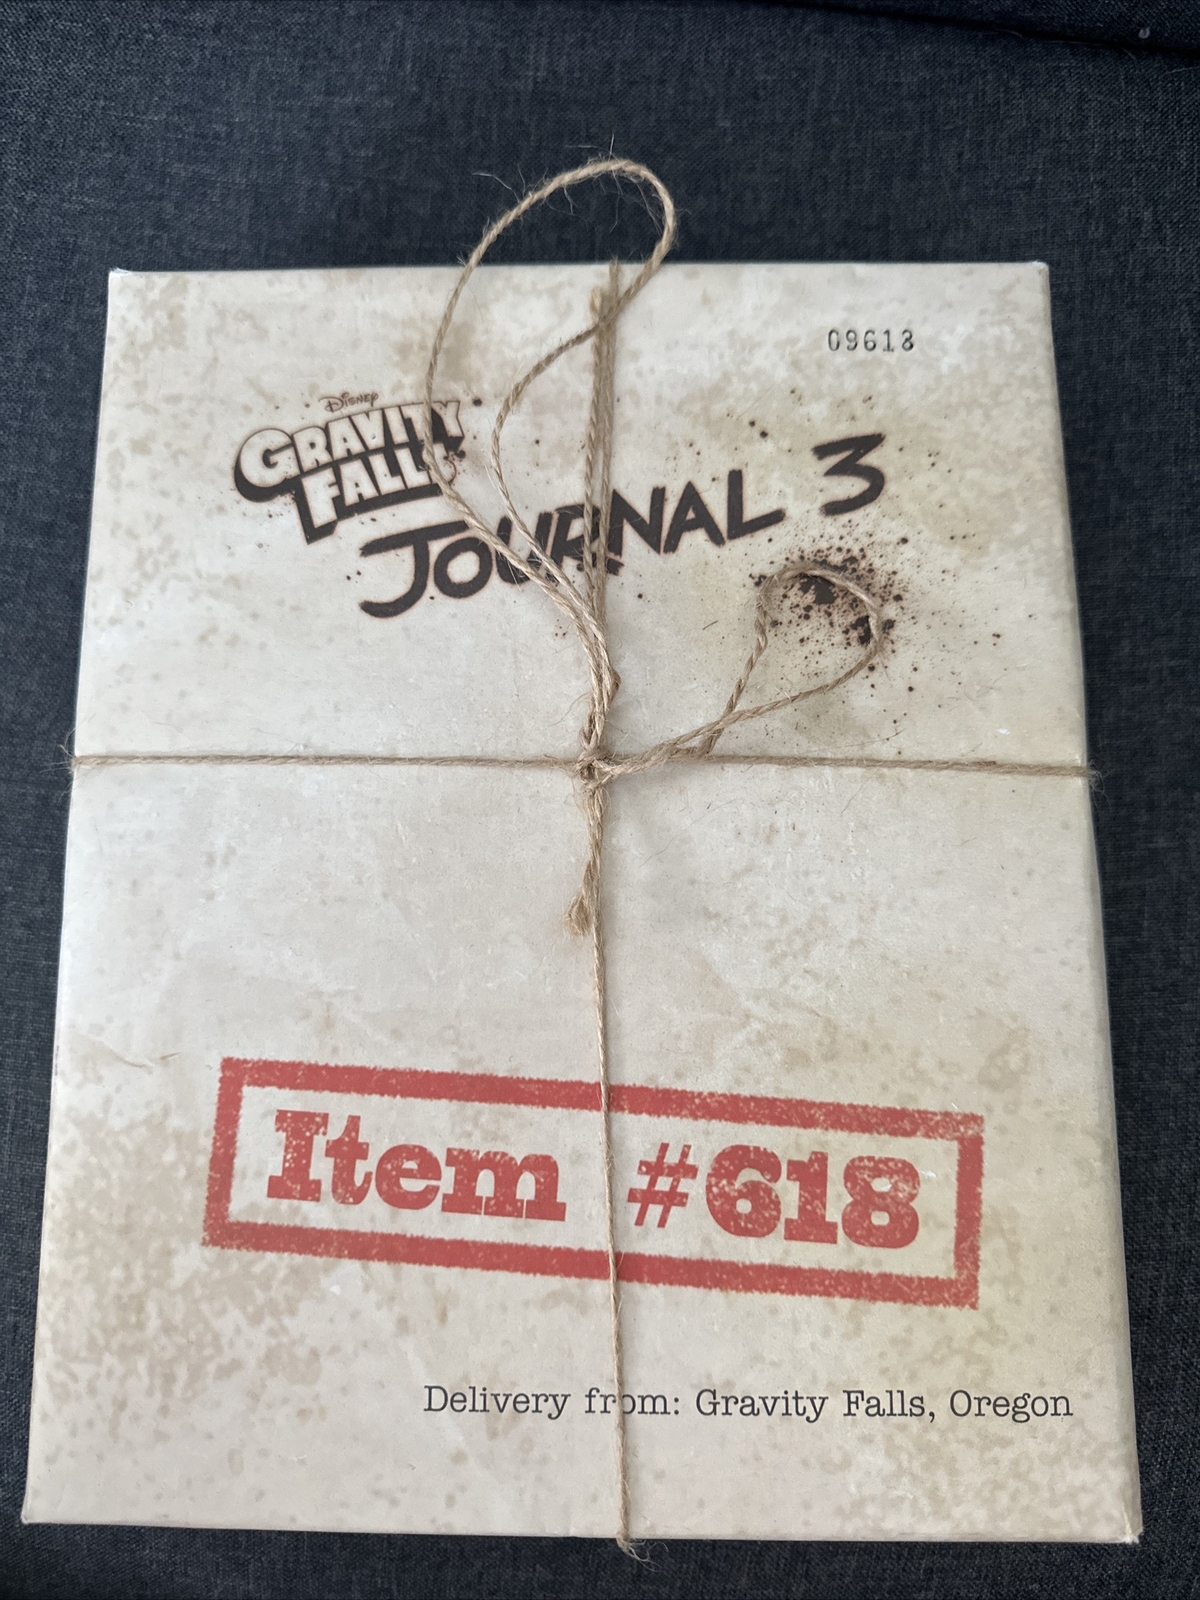 09618
DISNEY
GRAVITY
FALLS
JOURNAL 3
Item #618
Delivery from: Gravity Falls, Oregon